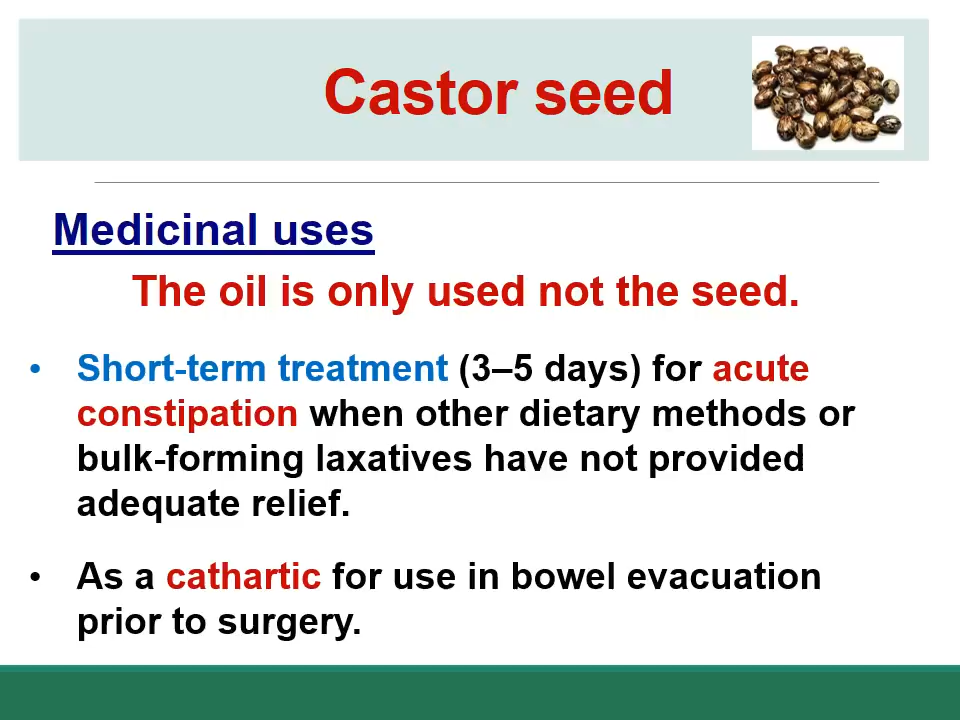 Castor seed
Medicinal uses
The oil is only used not the seed.
• Short-term treatment (3–5 days) for acute
constipation when other dietary methods or
bulk-forming laxatives have not provided
adequate relief.
• As a cathartic for use in bowel evacuation
prior to surgery.